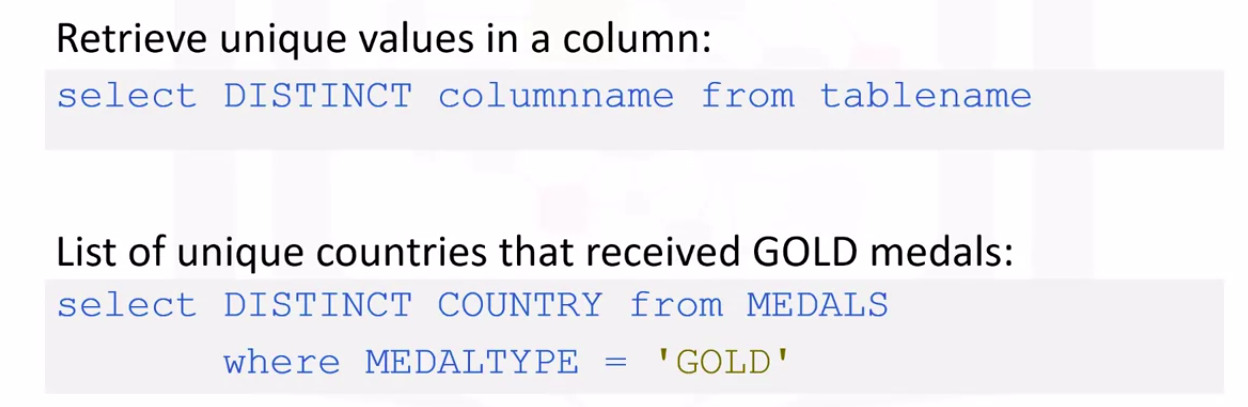 Retrieve unique values in a column:
select DISTINCT columnname from tablename
List of unique countries that received GOLD medals:
select DISTINCT COUNTRY from MEDALS
where MEDALTYPE = 'GOLD'